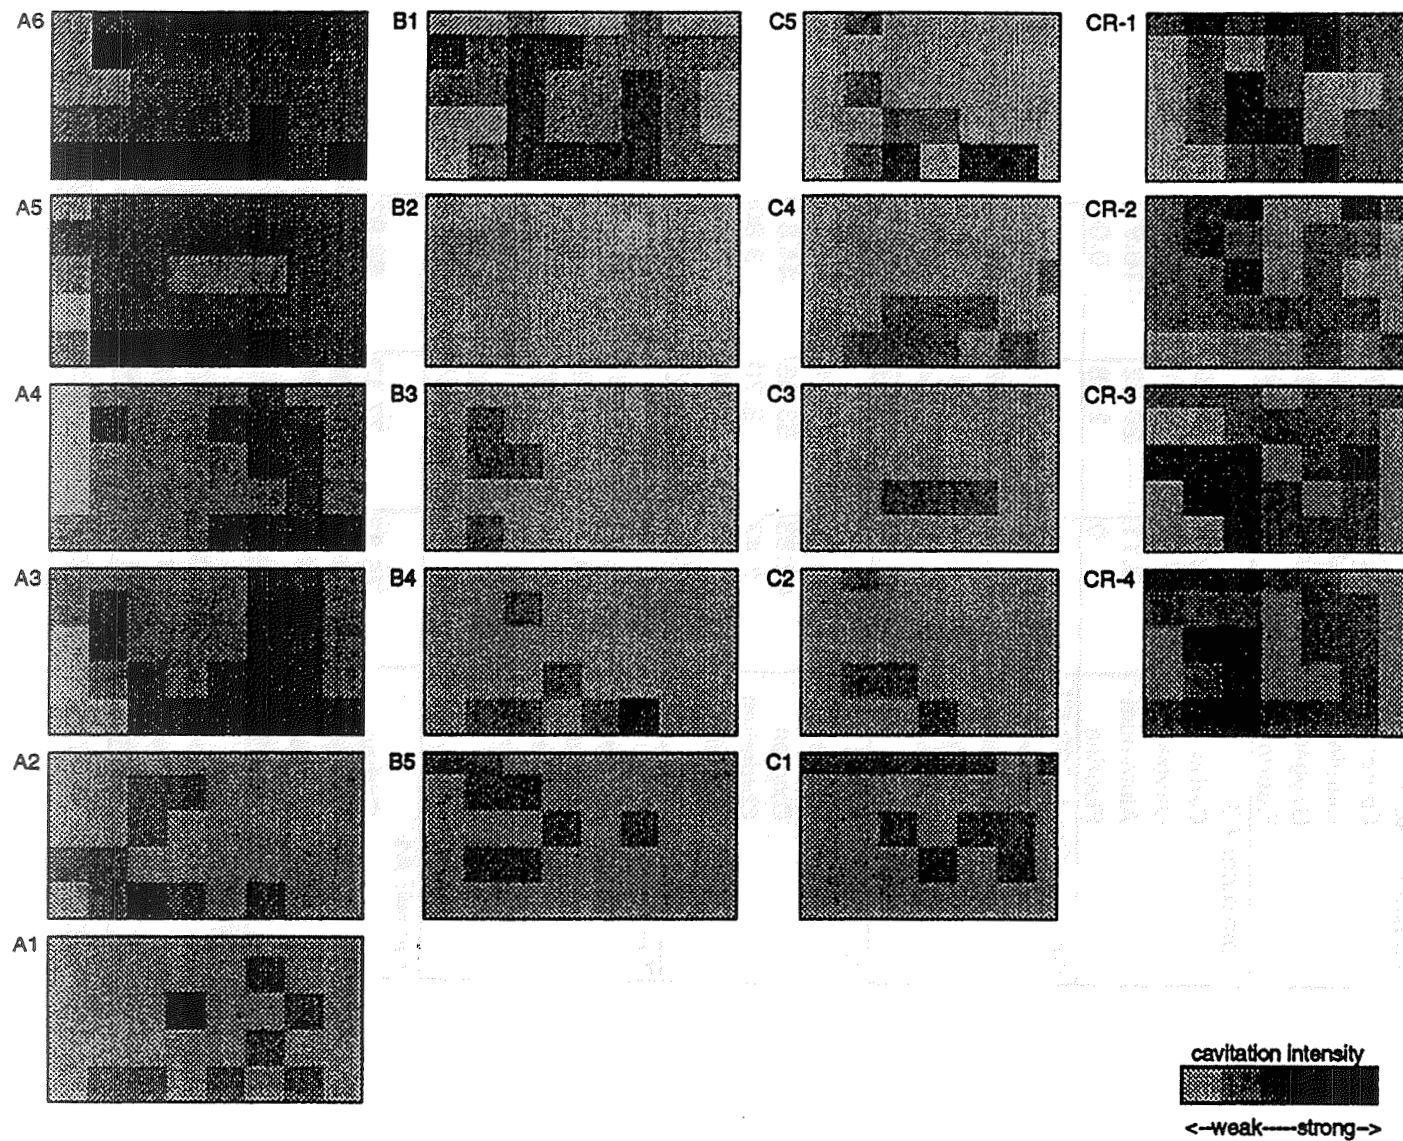 A6 B1 C5 CR-1
A5 B2 C4 CR-2
A4 B3 C3 CR-3
A3 B4 C2 CR-4
A2 B5 C1
A1
cavitation intensity
<--weak-----strong-->